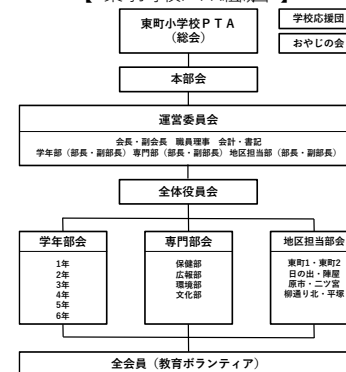 東町小学校ＰＴＡ
（総会）
学校応援団
おやじの会
本部会
運営委員会
会長・副会長　職員理事　会計・書記
学年部（部長・副部長）専門部（部長・副部長）地区担当部（部長・副部長）
全体役員会
学年部会
1年
2年
3年
4年
5年
6年
専門部会
保健部
広報部
環境部
文化部
地区担当部会
東町1・東町2
日の出・陣屋
原市・二ツ宮
柳通り北・平塚
全会員（教育ボランティア）